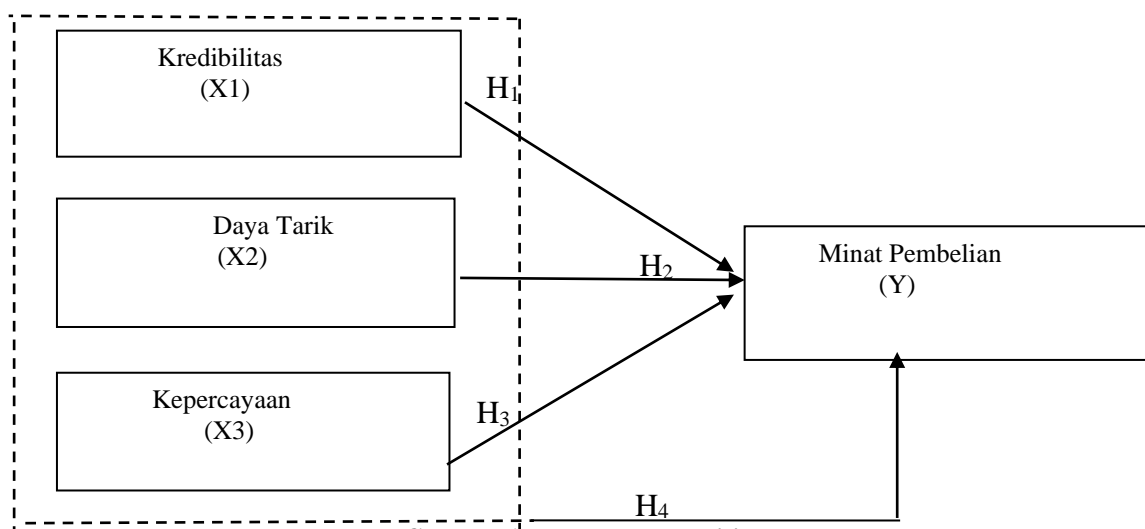 Kredibilitas
(X1)
H₁
Daya Tarik
(X2)
H₂
Minat Pembelian
(Y)
Kepercayaan
(X3)
H₃
H₄